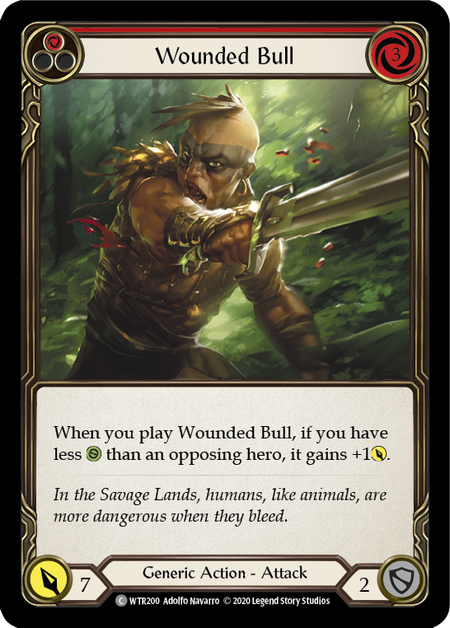 Wounded Bull
3
When you play Wounded Bull, if you have
less than an opposing hero, it gains +1.
In the Savage Lands, humans, like animals, are
more dangerous when they bleed.
7
Generic Action - Attack
2
C WTR200 Adolfo Navarro © 2020 Legend Story Studios